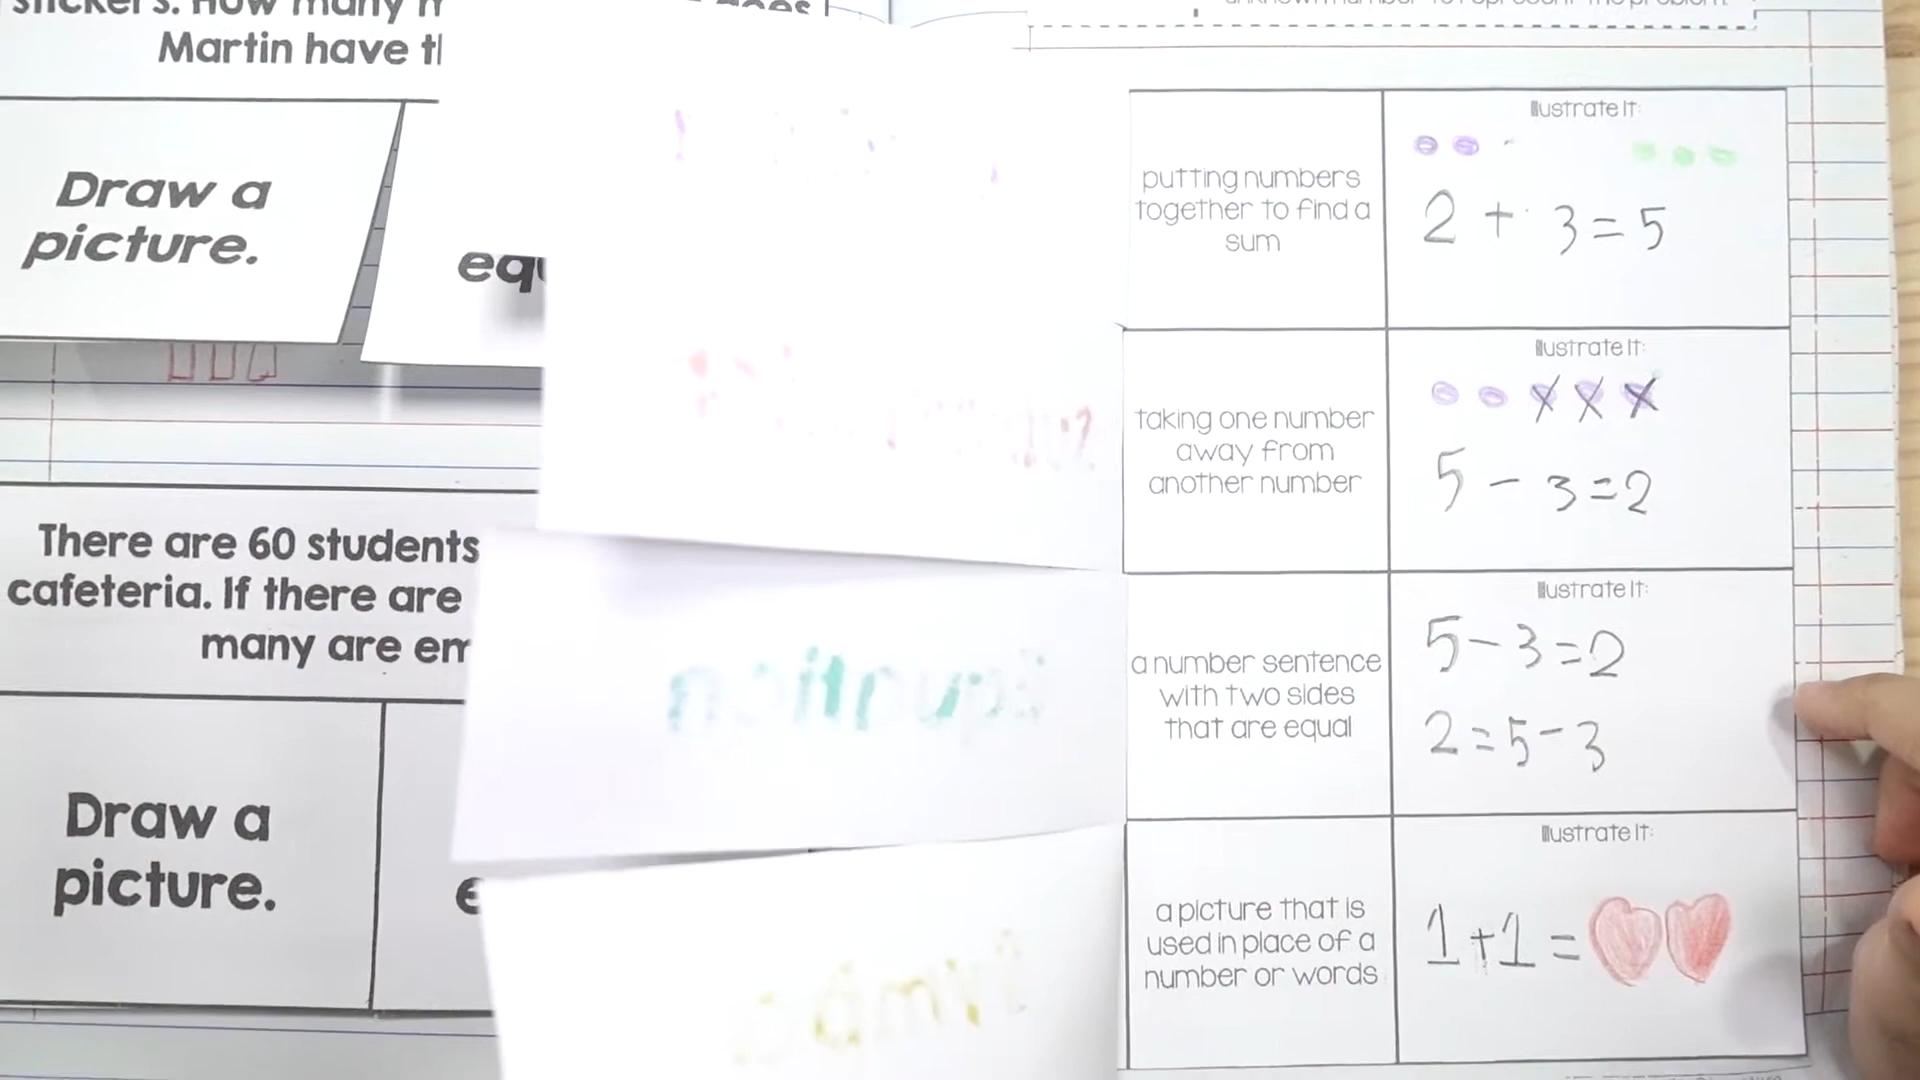 Martin have
Draw a
picture.
There are 60 students
cafeteria. If there are
many are
Draw a
picture.
putting numbers
together to find a
sum
Illustrate It:
2 + 3 = 5
taking one number
away from
another number
Illustrate It:
5 - 3 = 2
a number sentence
with two sides
that are equal
Illustrate It:
5 - 3 = 2
2 = 5 - 3
a picture that is
used in place of a
number or words
Illustrate It:
1 + 1 =